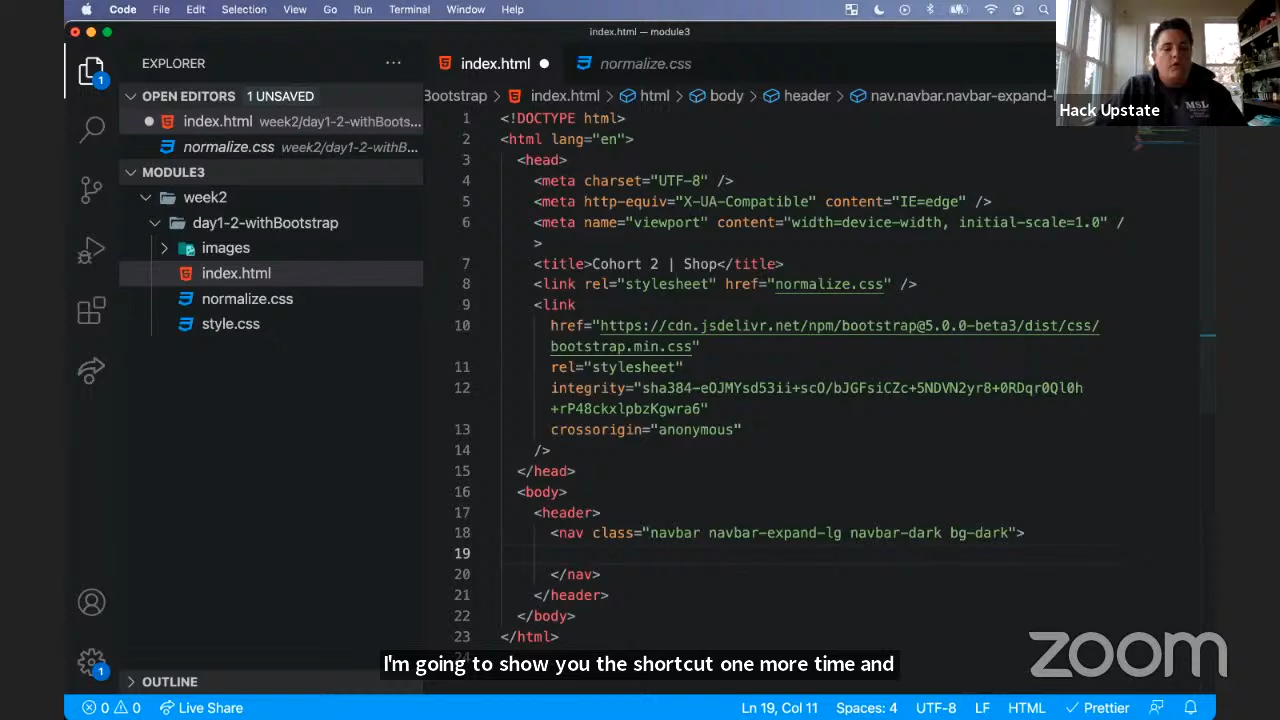 Code File Edit Selection View Go Run Terminal Window Help
index.html — module3
EXPLORER
index.html
normalize.css
OPEN EDITORS 1 UNSAVED
Bootstrap > index.html > html > body > header > nav.navbar.navbar-expand-l
Hack Upstate
MSL
index.html week2/day1-2-withBoots...
normalize.css week2/day1-2-withB...
MODULE3
week2
day1-2-withBootstrap
images
index.html
normalize.css
style.css
1 <!DOCTYPE html>
2 <html lang="en">
3 <head>
4 <meta charset="UTF-8" />
5 <meta http-equiv="X-UA-Compatible" content="IE=edge" />
6 <meta name="viewport" content="width=device-width, initial-scale=1.0" /
>
7 <title>Cohort 2 | Shop</title>
8 <link rel="stylesheet" href="normalize.css" />
9 <link
10 href="https://cdn.jsdelivr.net/npm/bootstrap@5.0.0-beta3/dist/css/
bootstrap.min.css"
11 rel="stylesheet"
12 integrity="sha384-eOJMYsd53ii+scO/bJGFsiCZc+5NDVN2yr8+0RDqr0Ql0h
+rP48ckxlpbzKgwra6"
13 crossorigin="anonymous"
14 />
15 </head>
16 <body>
17 <header>
18 <nav class="navbar navbar-expand-lg navbar-dark bg-dark">
19
20 </nav>
21 </header>
22 </body>
23 </html>
I'm going to show you the shortcut one more time and
zoom
1
1
OUTLINE
0 0 Live Share
Ln 19, Col 11 Spaces: 4 UTF-8 LF HTML Prettier